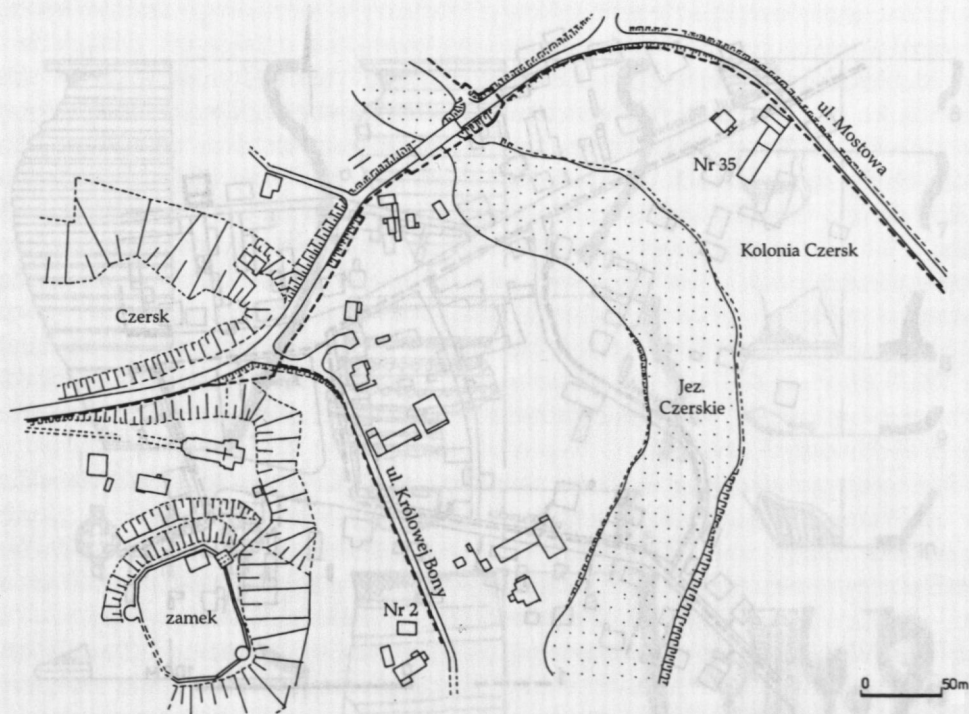 ul. Mostowa
Nr 35
Kolonia Czersk
Czersk
Jez.
Czerskie
ul. Królowej Bony
Nr 2
zamek
0 50m